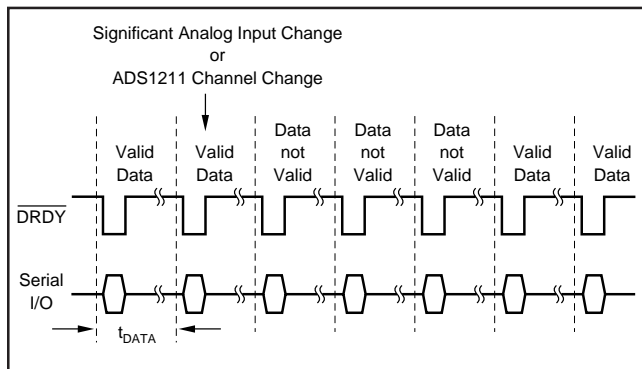 Significant Analog Input Change
or
ADS1211 Channel Change
Valid
Data
Valid
Data
Data
not
Valid
Data
not
Valid
Data
not
Valid
Valid
Data
Valid
Data
DRDY
Serial
I/O
tDATA